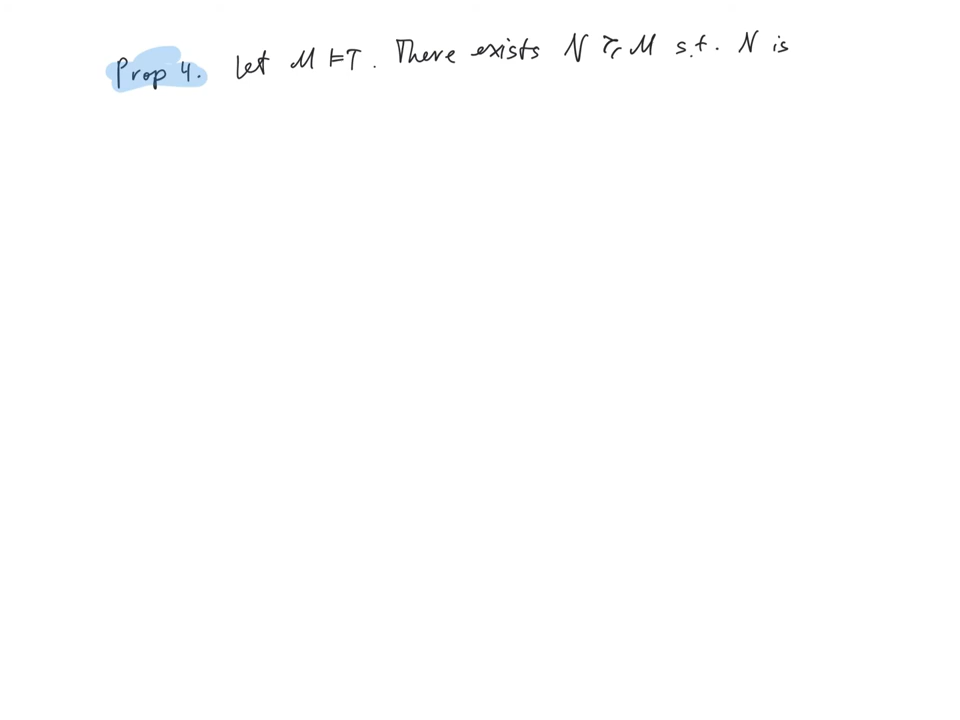 Prop 4. Let M ⊨ T. There exists N ≽ M s.t. N is